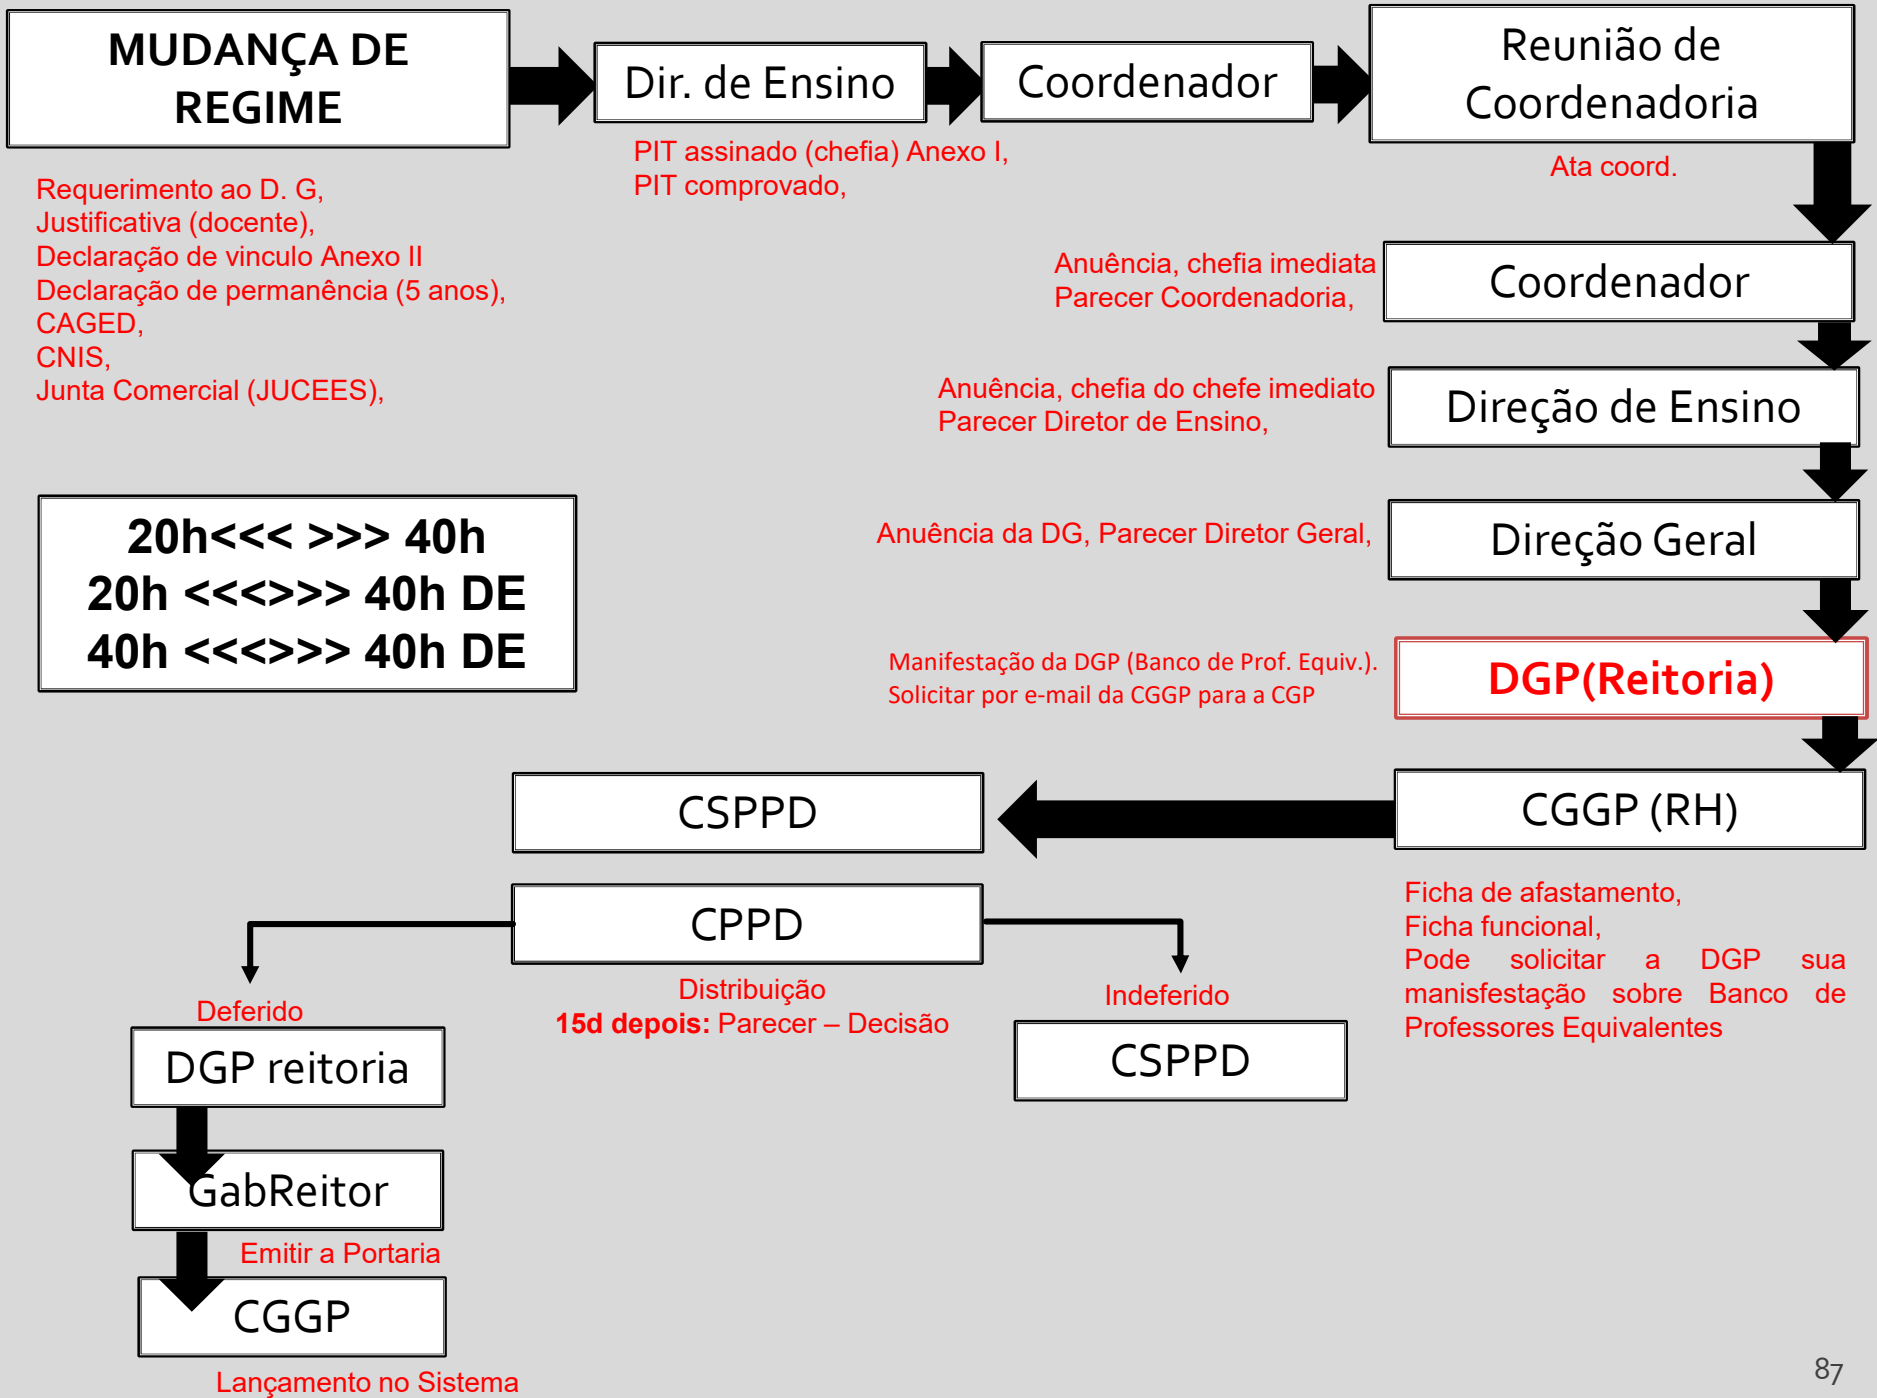 MUDANÇA DE
REGIME
Dir. de Ensino
Coordenador
Reunião de
Coordenadoria
Requerimento ao D. G,
Justificativa (docente),
Declaração de vinculo Anexo II
Declaração de permanência (5 anos),
CAGED,
CNIS,
Junta Comercial (JUCEES),
PIT assinado (chefia) Anexo I,
PIT comprovado,
Ata coord.
Anuência, chefia imediata
Parecer Coordenadoria,
Coordenador
Anuência, chefia do chefe imediato
Parecer Diretor de Ensino,
Direção de Ensino
20h<<< >>> 40h
20h <<<>>> 40h DE
40h <<<>>> 40h DE
Anuência da DG, Parecer Diretor Geral,
Direção Geral
Manifestação da DGP (Banco de Prof. Equiv.).
Solicitar por e-mail da CGGP para a CGP
DGP(Reitoria)
CSPPD
CGGP (RH)
CPPD
Ficha de afastamento,
Ficha funcional,
Pode solicitar a DGP sua
manisfestação sobre Banco de
Professores Equivalentes
Distribuição
15d depois: Parecer – Decisão
Deferido
Indeferido
DGP reitoria
CSPPD
GabReitor
Emitir a Portaria
CGGP
Lançamento no Sistema
87